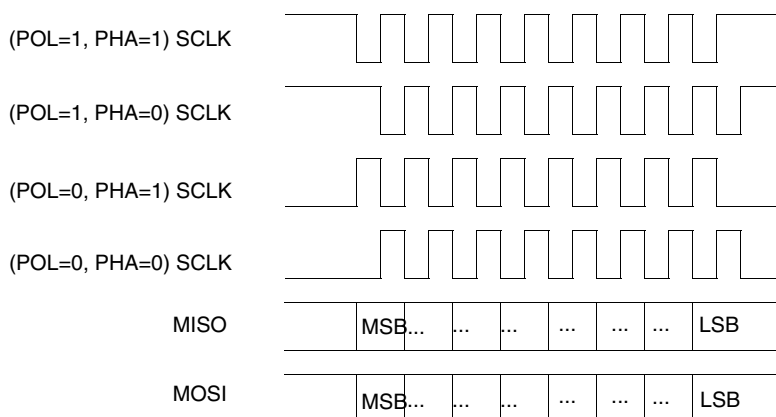 (POL=1, PHA=1) SCLK
(POL=1, PHA=0) SCLK
(POL=0, PHA=1) SCLK
(POL=0, PHA=0) SCLK
MISO MSB... ... ... ... ... ... LSB
MOSI MSB... ... ... ... ... ... LSB